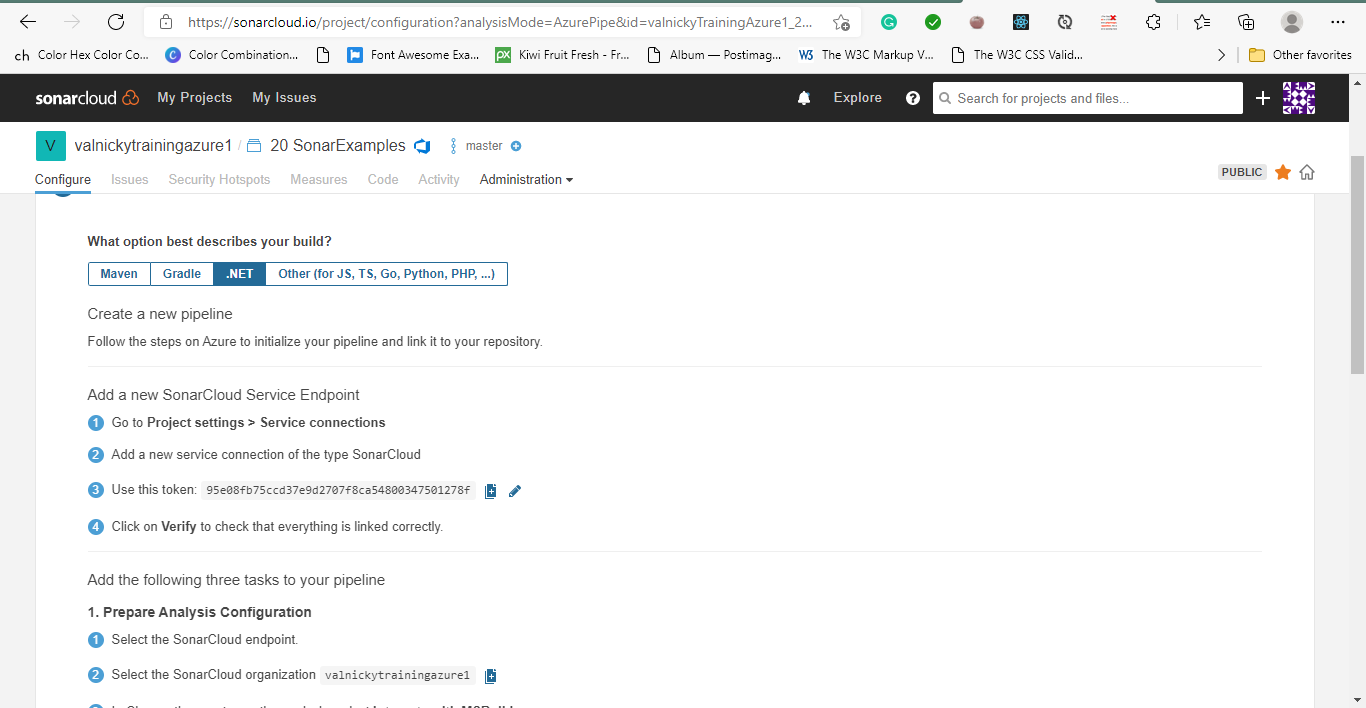 https://sonarcloud.io/project/configuration?analysisMode=AzurePipe&id=valnickyTrainingAzure1_2...
ch Color Hex Color Co... Color Combination... Font Awesome Exa... px Kiwi Fruit Fresh - Fr... Album — Postimag... W3 The W3C Markup V... The W3C CSS Valid... Other favorites
sonarcloud My Projects My Issues Explore Search for projects and files...
V valnickytrainingazure1 / 20 SonarExamples master
Configure Issues Security Hotspots Measures Code Activity Administration PUBLIC
What option best describes your build?
Maven Gradle .NET Other (for JS, TS, Go, Python, PHP, ...)
Create a new pipeline
Follow the steps on Azure to initialize your pipeline and link it to your repository.
Add a new SonarCloud Service Endpoint
1 Go to Project settings > Service connections
2 Add a new service connection of the type SonarCloud
3 Use this token: 95e08fb75ccd37e9d2707f8ca54800347501278f
4 Click on Verify to check that everything is linked correctly.
Add the following three tasks to your pipeline
1. Prepare Analysis Configuration
1 Select the SonarCloud endpoint.
2 Select the SonarCloud organization valnickytrainingazure1